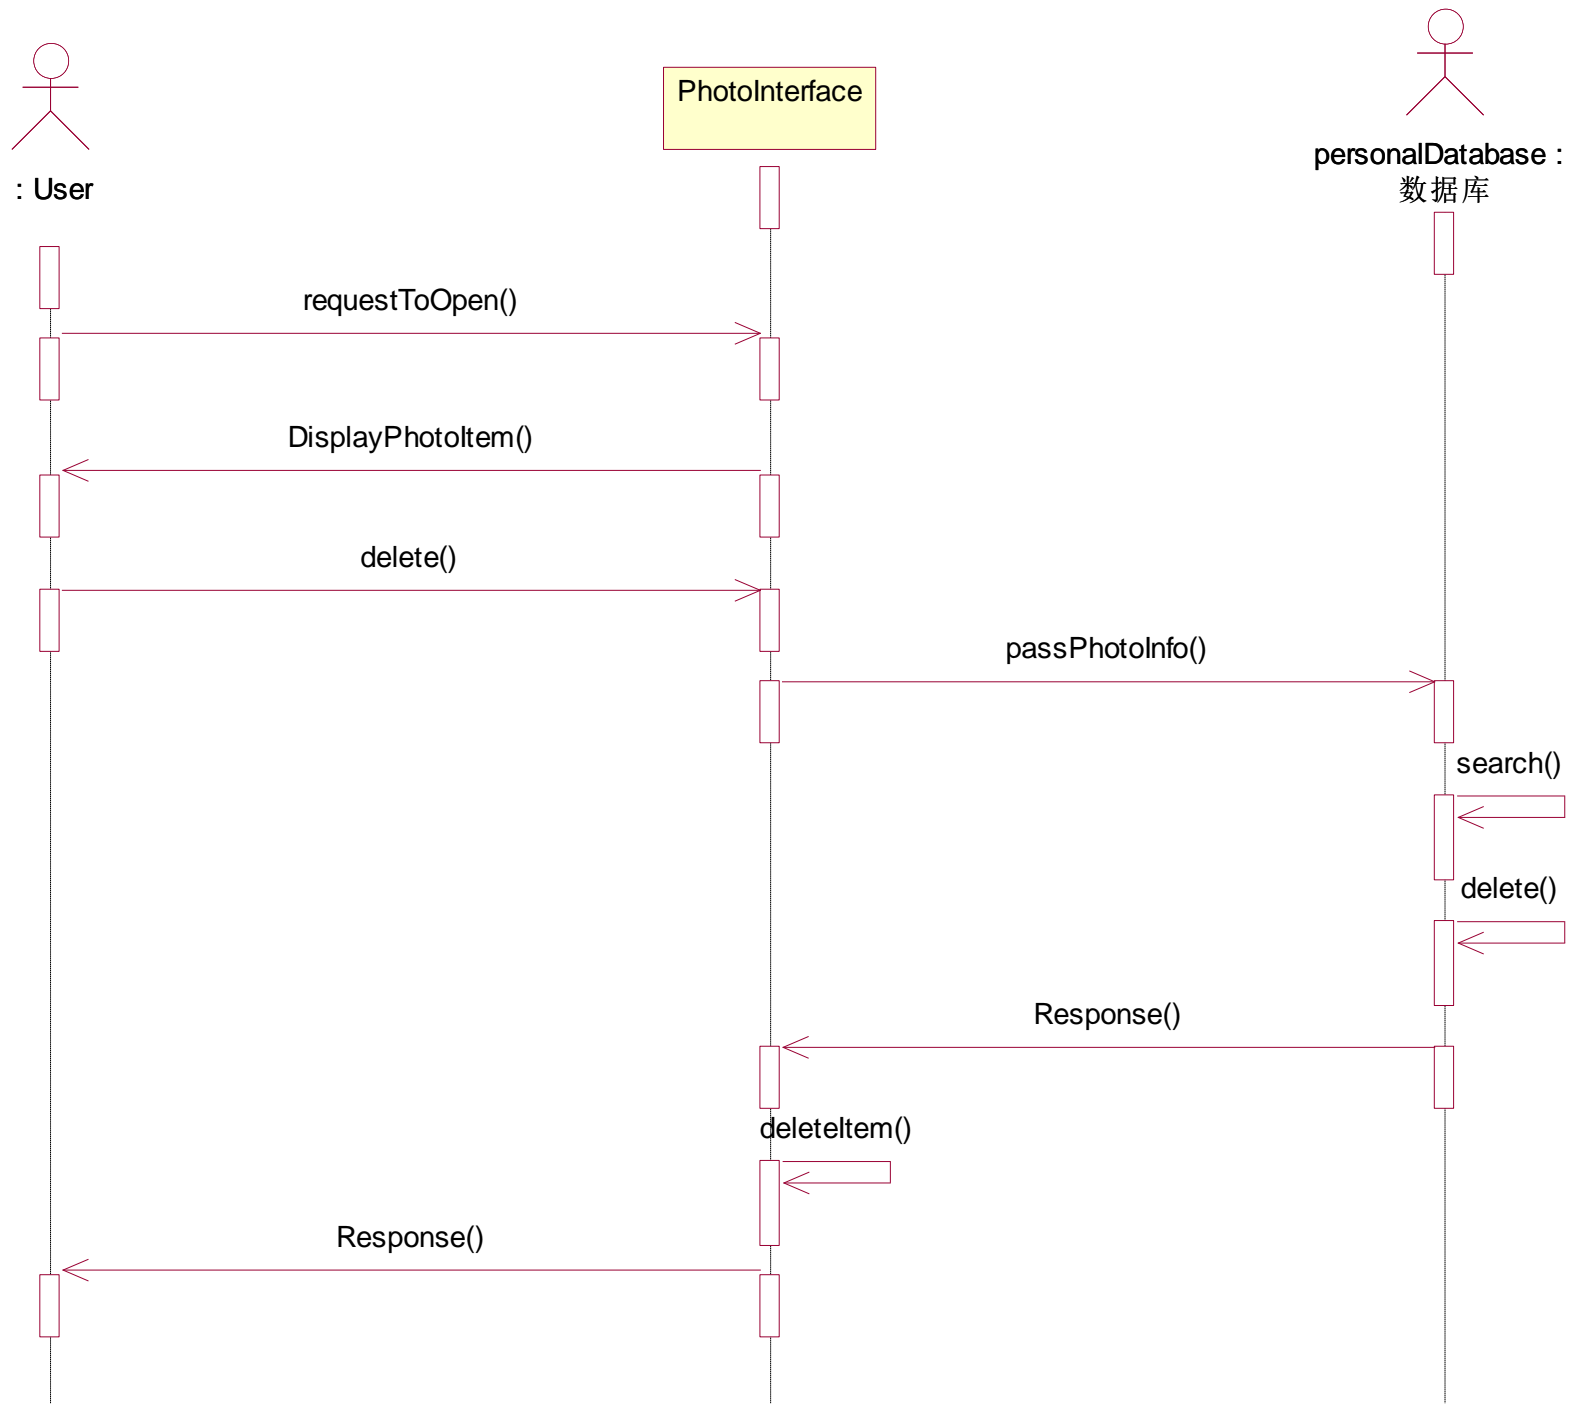 : User
PhotoInterface
personalDatabase :
数据库
requestToOpen()
DisplayPhotoItem()
delete()
passPhotoInfo()
search()
delete()
Response()
deleteItem()
Response()